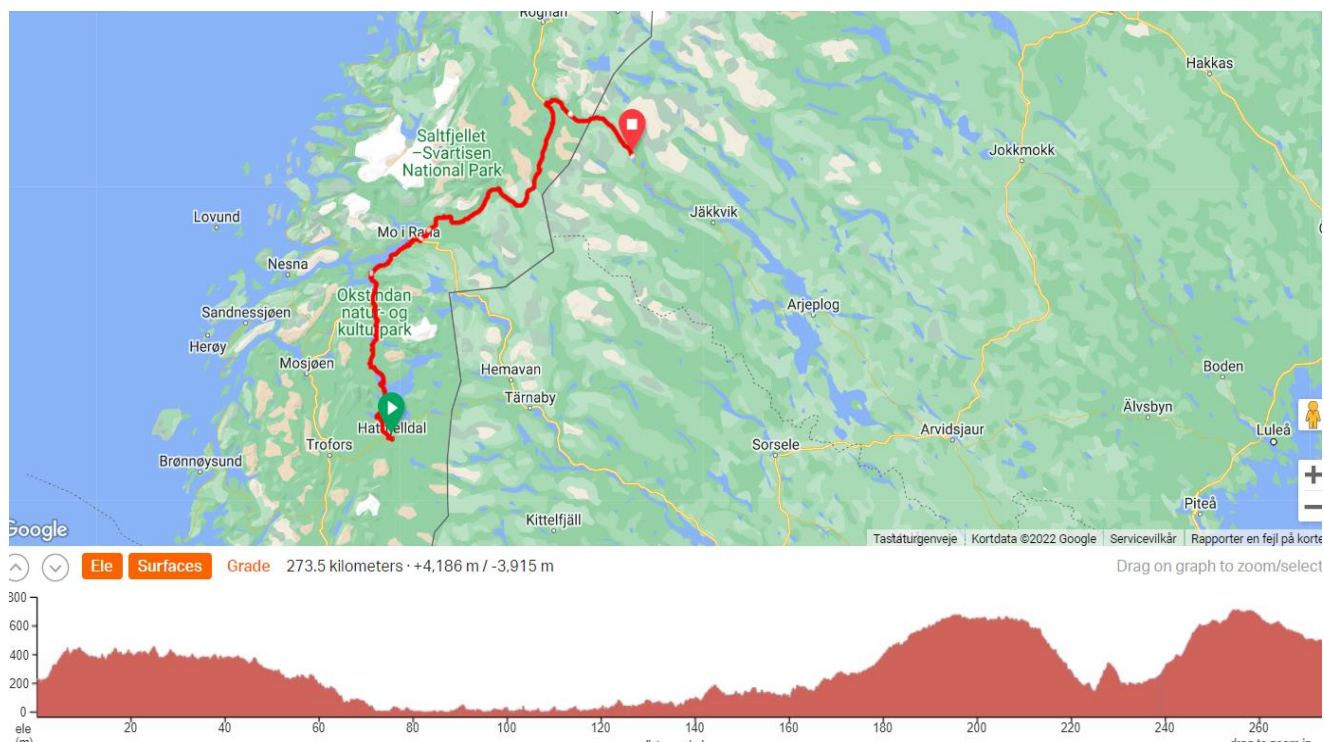 Rognan
Hakkas
Saltfjellet
–Svartisen
National Park
Jokkmokk
Lovund
Jäkkvik
Mo i Rana
Nesna
Okstindan
natur- og
kulturpark
Sandnessjøen
Arjeplog
Herøy
Mosjøen
Hemavan
Boden
Tärnaby
Älvsbyn
Hattfjelldal
Arvidsjaur
Luleå
Trofors
Sorsele
Brønnøysund
Piteå
Kittelfjäll
Google
Tastaturgenveje Kortdata ©2022 Google Servicevilkår Rapporter en fejl på korte
Ele Surfaces Grade 273.5 kilometers · +4,186 m / -3,915 m Drag on graph to zoom/select
800
600
400
200
0
ele
(m)
20 40 60 80 100 120 140 160 180 200 220 240 260